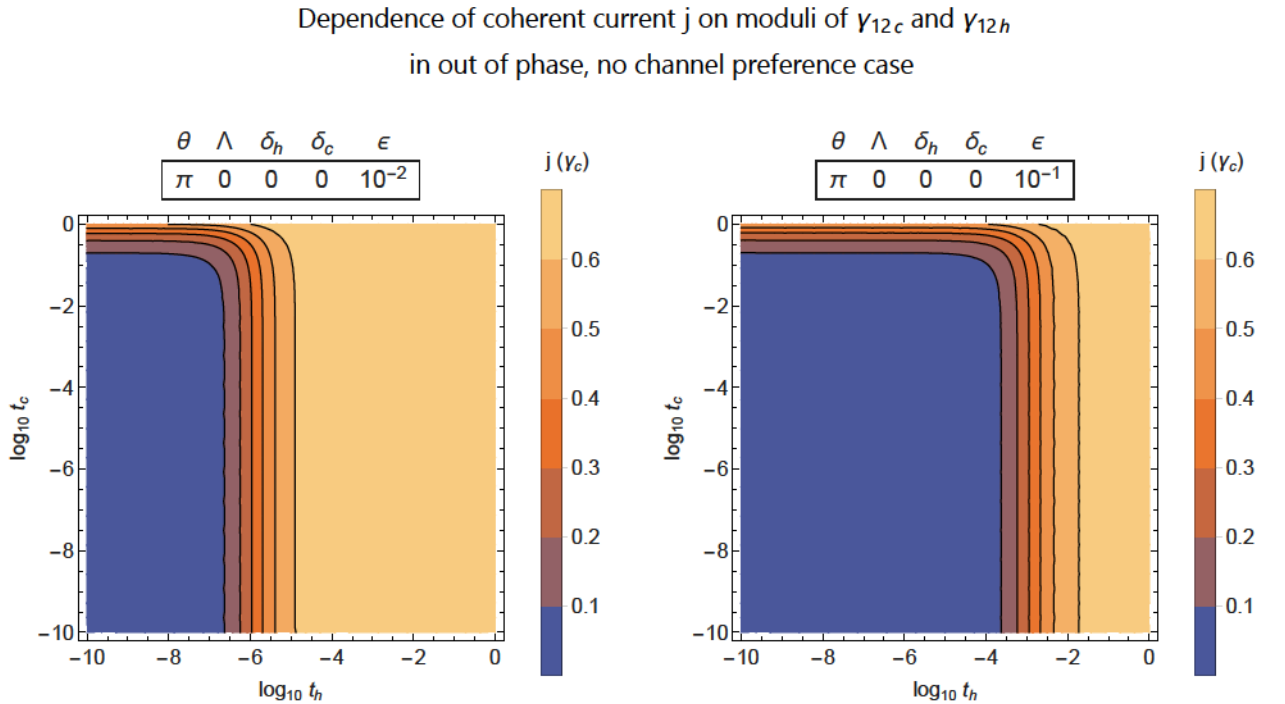 Dependence of coherent current j on moduli of γ12c and γ12h
in out of phase, no channel preference case
θ Λ δh δc ϵ
π 0 0 0 10−2
j (γc)
0
−2
−4
−6
−8
−10
log10 tc
−10 −8 −6 −4 −2 0
log10 th
0.6
0.5
0.4
0.3
0.2
0.1
θ Λ δh δc ϵ
π 0 0 0 10−1
j (γc)
0
−2
−4
−6
−8
−10
log10 tc
−10 −8 −6 −4 −2 0
log10 th
0.6
0.5
0.4
0.3
0.2
0.1